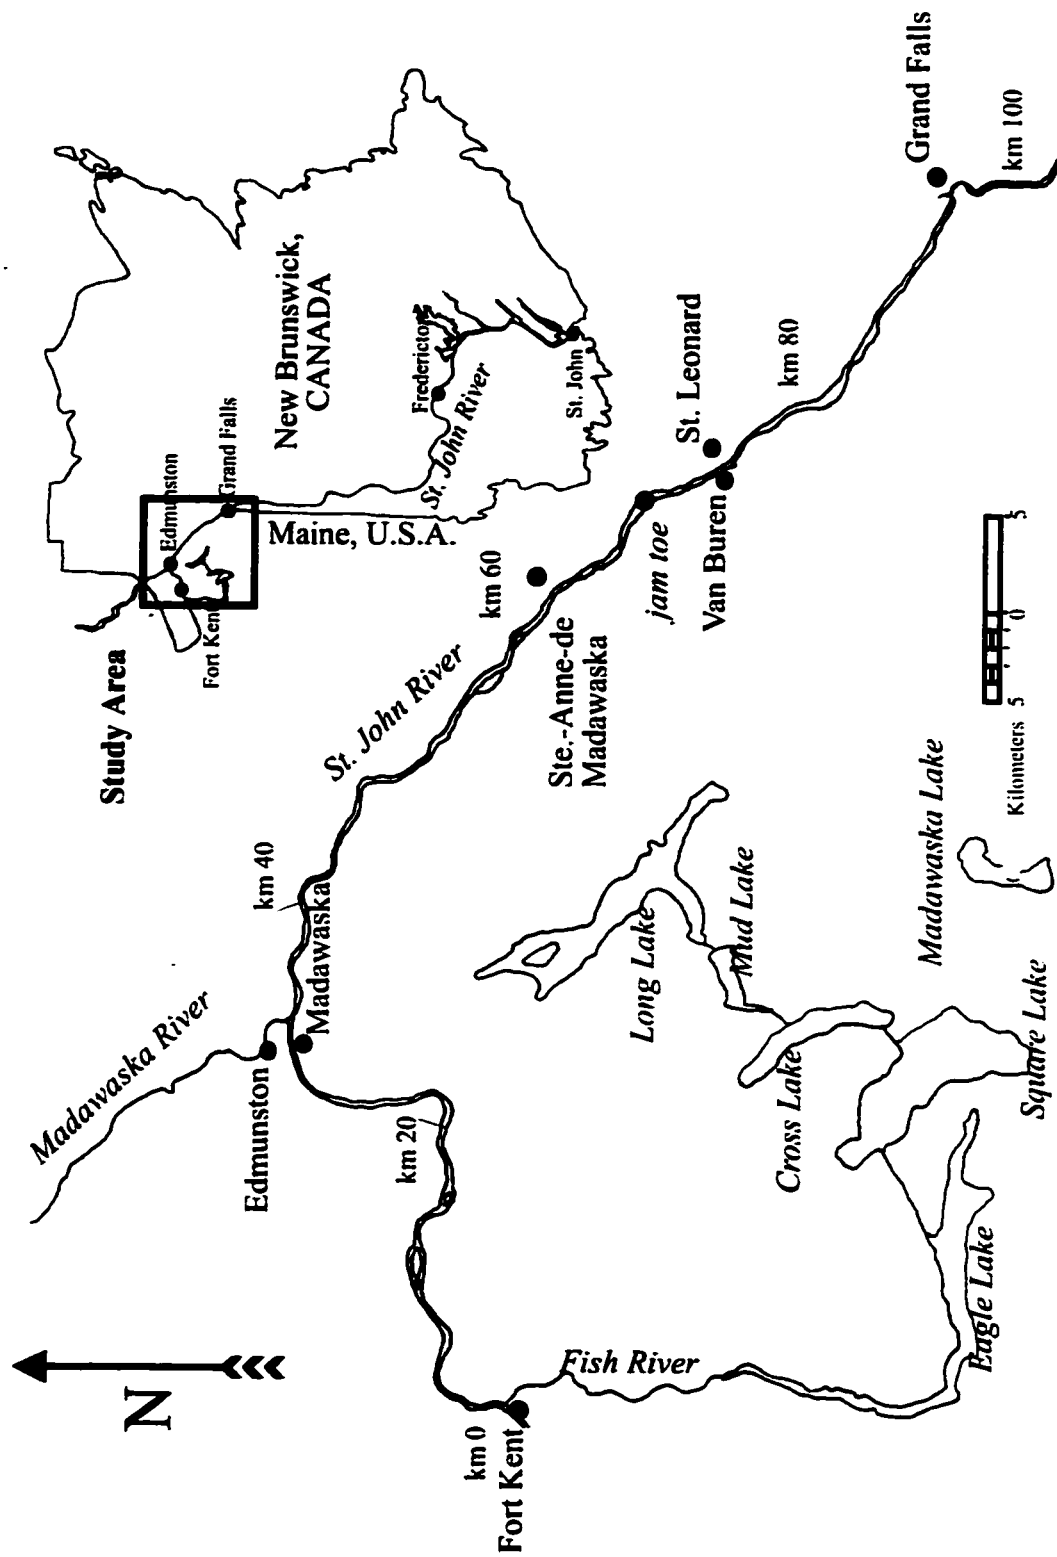 N
Study Area
Edmunston
Grand Falls
Fort Kent
Maine, U.S.A.
New Brunswick,
CANADA
Fredericton
St. John River
St. John
Madawaska River
Edmunston
Madawaska
km 40
St. John River
km 20
km 0
Fort Kent
Fish River
km 60
Ste.-Anne-de
Madawaska
jam toe
Van Buren
St. Leonard
km 80
Grand Falls
km 100
Long Lake
Mud Lake
Cross Lake
Madawaska Lake
Square Lake
Eagle Lake
5
0
5
Kilometers